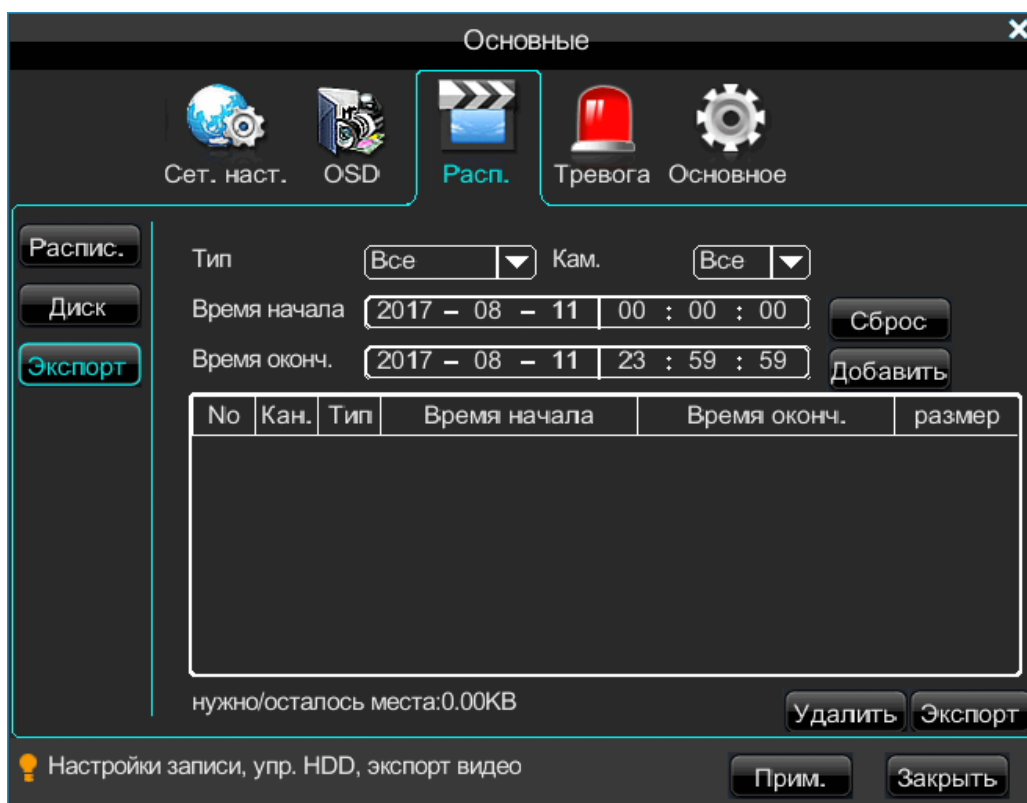 Основные
Сет. наст. OSD Расп. Тревога Основное
Распис.
Диск
Экспорт
Тип Все Кам. Все
Время начала 2017 – 08 – 11 00 : 00 : 00 Сброс
Время оконч. 2017 – 08 – 11 23 : 59 : 59 Добавить
No Кан. Тип Время начала Время оконч. размер
нужно/осталось места:0.00KB
Удалить Экспорт
Настройки записи, упр. HDD, экспорт видео
Прим. Закрыть